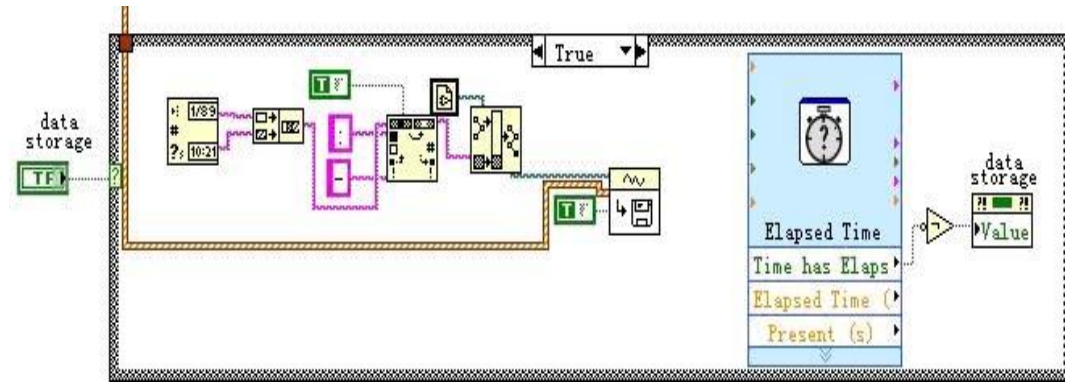 True
data
storage
TF
?
1/89
#
?
10:21
T
:
-
#
T
?
Elapsed Time
Time has Elaps
Elapsed Time (
Present (s)
data
storage
?! ?!
Value